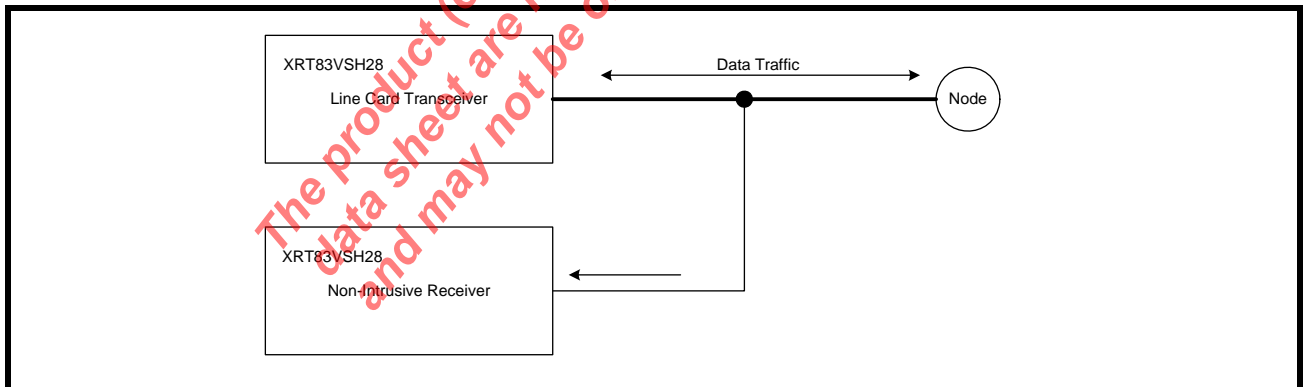 XRT83VSH28
Line Card Transceiver
Data Traffic
Node
XRT83VSH28
Non-Intrusive Receiver
The product (
data sheet are
and may not be